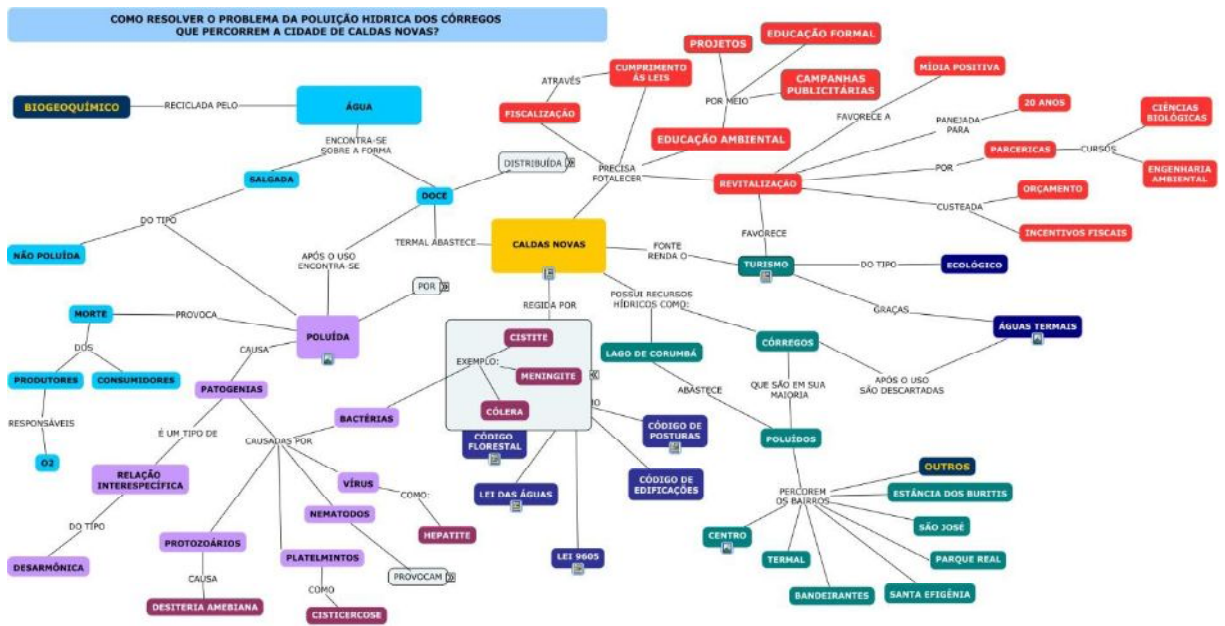 COMO RESOLVER O PROBLEMA DA POLUIÇÃO HIDRICA DOS CÓRREGOS
QUE PERCORREM A CIDADE DE CALDAS NOVAS?
BIOGEOQUÍMICO
RECICLADA PELO
ÁGUA
ENCONTRA-SE
SOBRE A FORMA
SALGADA
DOCE
DISTRIBUÍDA
DO TIPO
NÃO POLUÍDA
APÓS O USO
ENCONTRA-SE
TERMAL ABASTECE
CALDAS NOVAS
POR
POLUÍDA
PROVOCA
MORTE
DOS
PRODUTORES
CONSUMIDORES
RESPONSÁVEIS
O2
CAUSA
PATOGENIAS
É UM TIPO DE
RELAÇÃO
INTERESPECÍFICA
DO TIPO
DESARMÔNICA
CAUSADAS POR
BACTÉRIAS
VÍRUS
COMO:
HEPATITE
NEMATODOS
PROVOCAM
PLATELMINTOS
COMO
CISTICERCOSE
PROTOZOÁRIOS
CAUSA
DESITERIA AMEBIANA
EXEMPLO:
CISTITE
MENINGITE
CÓLERA
REGIDA POR
CÓDIGO
FLORESTAL
LEI DAS ÁGUAS
LEI 9605
CÓDIGO DE
POSTURAS
CÓDIGO DE
EDIFICAÇÕES
PRECISA
FOTALECER
FISCALIZAÇÃO
ATRAVÉS
CUMPRIMENTO
ÁS LEIS
EDUCAÇÃO AMBIENTAL
POR MEIO
PROJETOS
EDUCAÇÃO FORMAL
CAMPANHAS
PUBLICITÁRIAS
REVITALIZAÇÃO
FAVORECE A
MÍDIA POSITIVA
PANEJADA
PARA
20 ANOS
POR
PARCERICAS
CURSOS
CIÊNCIAS
BIOLÓGICAS
ENGENHARIA
AMBIENTAL
CUSTEADA
ORÇAMENTO
INCENTIVOS FISCAIS
FAVORECE
FONTE
RENDA O
TURISMO
DO TIPO
ECOLÓGICO
GRAÇAS
ÁGUAS TERMAIS
POSSUI RECURSOS
HÍDRICOS COMO:
LAGO DE CORUMBÁ
ABASTECE
CÓRREGOS
APÓS O USO
SÃO DESCARTADAS
QUE SÃO EM SUA
MAIORIA
POLUÍDOS
PERCOREM
OS BAIRROS
OUTROS
ESTÂNCIA DOS BURITIS
SÃO JOSÉ
PARQUE REAL
SANTA EFIGÉNIA
BANDEIRANTES
TERMAL
CENTRO